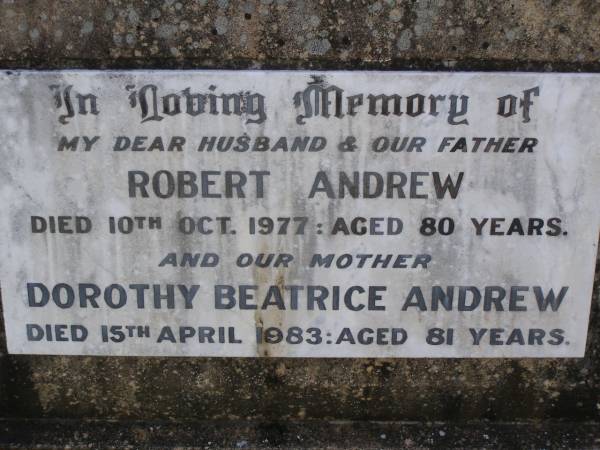 In Loving Memory of
MY DEAR HUSBAND & OUR FATHER
ROBERT ANDREW
DIED 10TH OCT. 1977: AGED 80 YEARS.
AND OUR MOTHER
DOROTHY BEATRICE ANDREW
DIED 15TH APRIL 1983: AGED 81 YEARS.